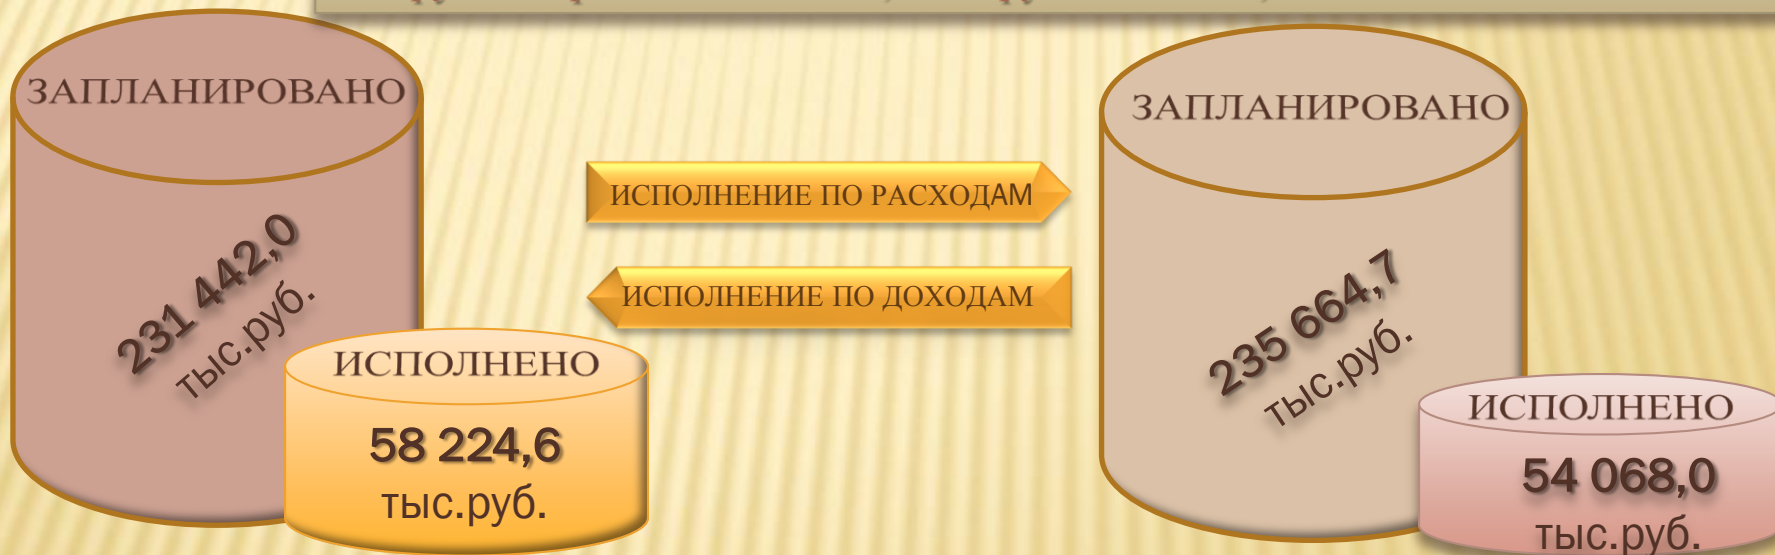 ЗАПЛАНИРОВАНО
231 442,0
тыс.руб.
ИСПОЛНЕНО
58 224,6
тыс.руб.
ИСПОЛНЕНИЕ ПО РАСХОДАМ
ИСПОЛНЕНИЕ ПО ДОХОДАМ
ЗАПЛАНИРОВАНО
235 664,7
тыс.руб.
ИСПОЛНЕНО
54 068,0
тыс.руб.